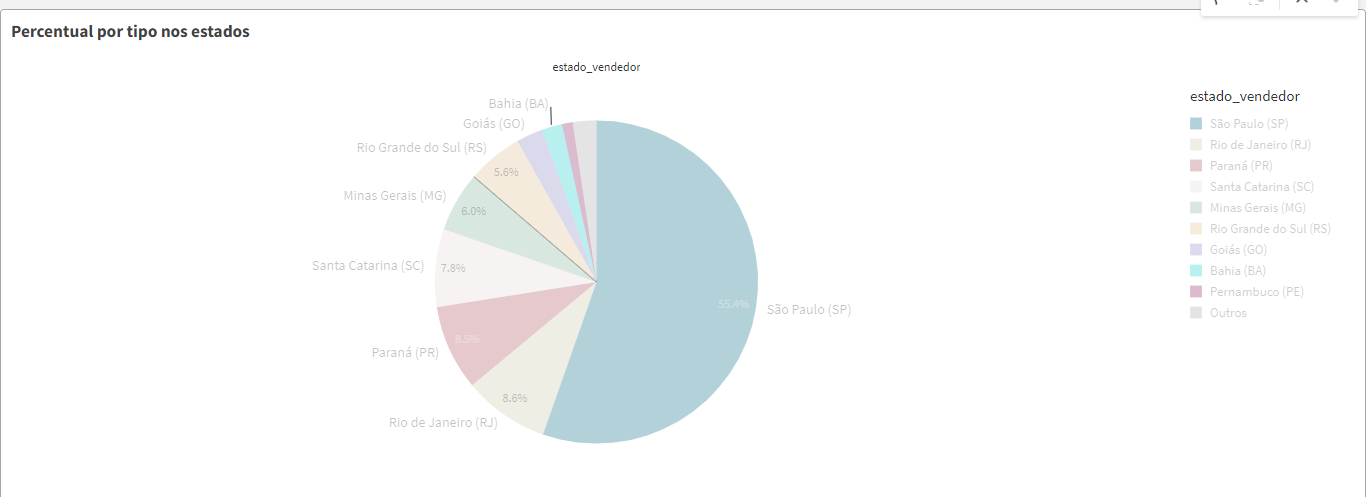 Percentual por tipo nos estados
estado_vendedor
Bahia (BA)
Goiás (GO)
Rio Grande do Sul (RS)
5.6%
Minas Gerais (MG)
6.0%
Santa Catarina (SC)
7.8%
55.4%
São Paulo (SP)
8.5%
Paraná (PR)
8.6%
Rio de Janeiro (RJ)
estado_vendedor
São Paulo (SP)
Rio de Janeiro (RJ)
Paraná (PR)
Santa Catarina (SC)
Minas Gerais (MG)
Rio Grande do Sul (RS)
Goiás (GO)
Bahia (BA)
Pernambuco (PE)
Outros